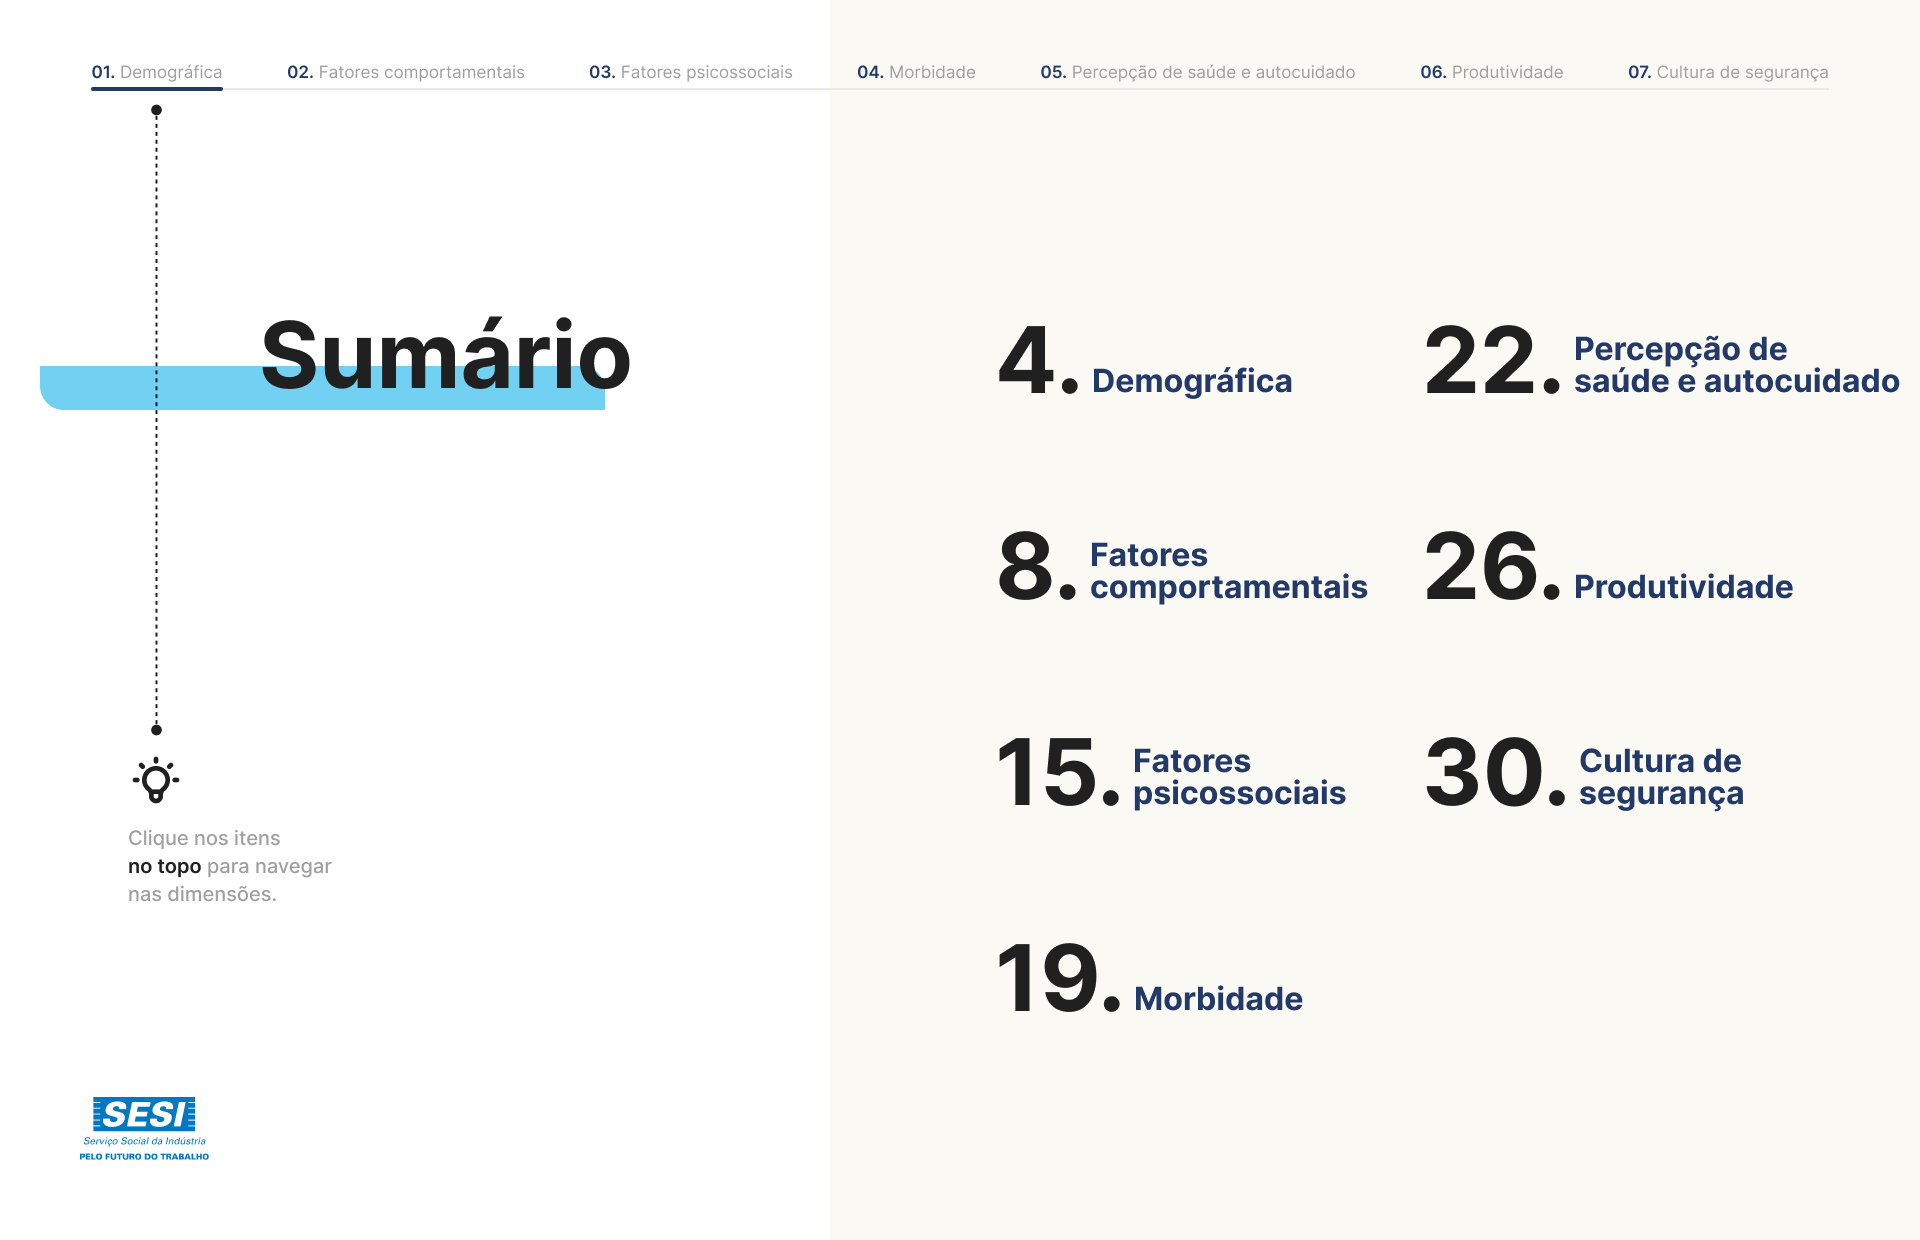 01. Demográfica 02. Fatores comportamentais 03. Fatores psicossociais 04. Morbidade 05. Percepção de saúde e autocuidado 06. Produtividade 07. Cultura de segurança
Sumário
Clique nos itens
no topo para navegar
nas dimensões.
SESI
Serviço Social da Indústria
PELO FUTURO DO TRABALHO
4. Demográfica
8. Fatores
comportamentais
15. Fatores
psicossociais
19. Morbidade
22. Percepção de
saúde e autocuidado
26. Produtividade
30. Cultura de
segurança